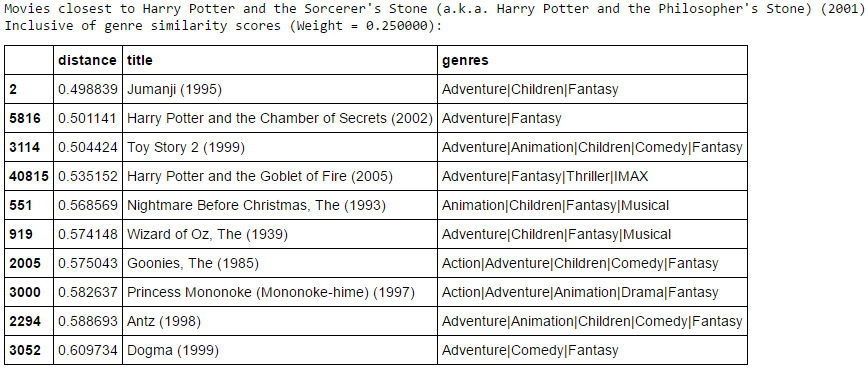 Movies closest to Harry Potter and the Sorcerer's Stone (a.k.a. Harry Potter and the Philosopher's Stone) (2001)
Inclusive of genre similarity scores (Weight = 0.250000):
distance title genres
2 0.498839 Jumanji (1995) Adventure|Children|Fantasy
5816 0.501141 Harry Potter and the Chamber of Secrets (2002) Adventure|Fantasy
3114 0.504424 Toy Story 2 (1999) Adventure|Animation|Children|Comedy|Fantasy
40815 0.535152 Harry Potter and the Goblet of Fire (2005) Adventure|Fantasy|Thriller|IMAX
551 0.568569 Nightmare Before Christmas, The (1993) Animation|Children|Fantasy|Musical
919 0.574148 Wizard of Oz, The (1939) Adventure|Children|Fantasy|Musical
2005 0.575043 Goonies, The (1985) Action|Adventure|Children|Comedy|Fantasy
3000 0.582637 Princess Mononoke (Mononoke-hime) (1997) Action|Adventure|Animation|Drama|Fantasy
2294 0.588693 Antz (1998) Adventure|Animation|Children|Comedy|Fantasy
3052 0.609734 Dogma (1999) Adventure|Comedy|Fantasy